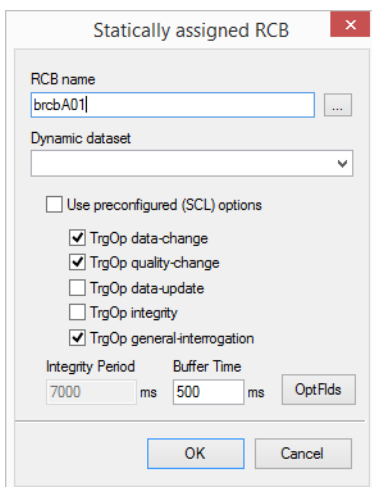 Statically assigned RCB
RCB name
brcbA01
...
Dynamic dataset
Use preconfigured (SCL) options
TrgOp data-change
TrgOp quality-change
TrgOp data-update
TrgOp integrity
TrgOp general-interrogation
Integrity Period Buffer Time
7000 ms 500 ms OptFlds
OK Cancel